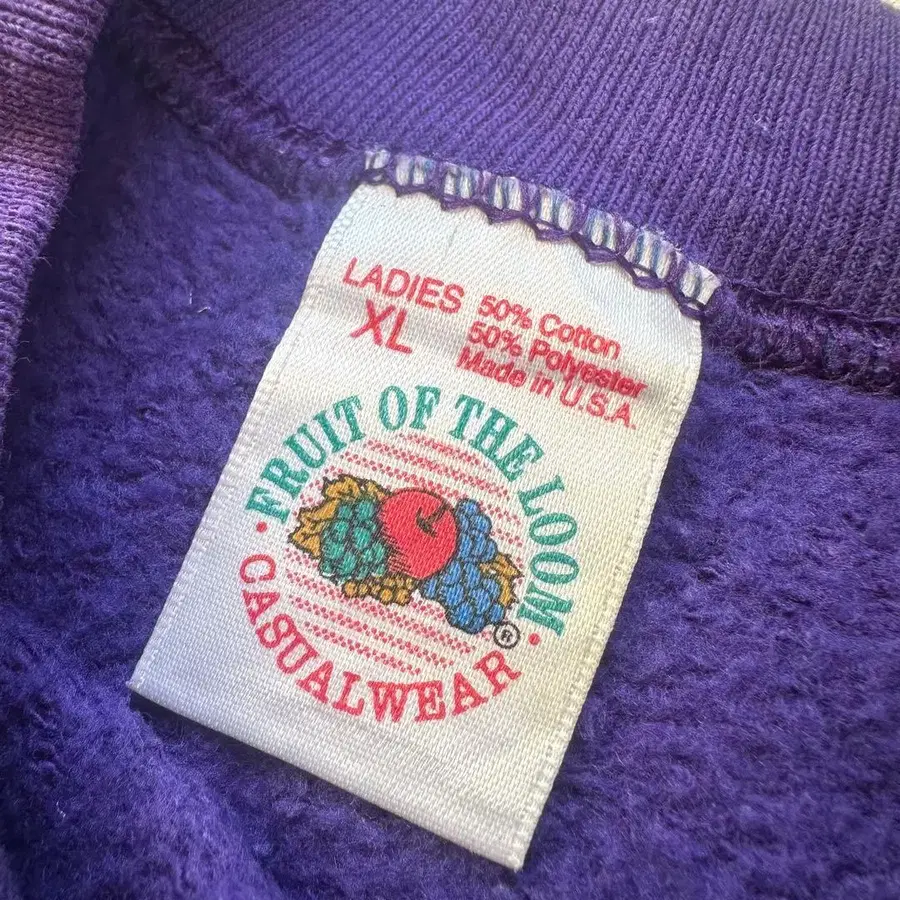 LADIES
XL
50% Cotton
50% Polyester
Made in U.S.A.
FRUIT OF THE LOOM
®
CASUALWEAR